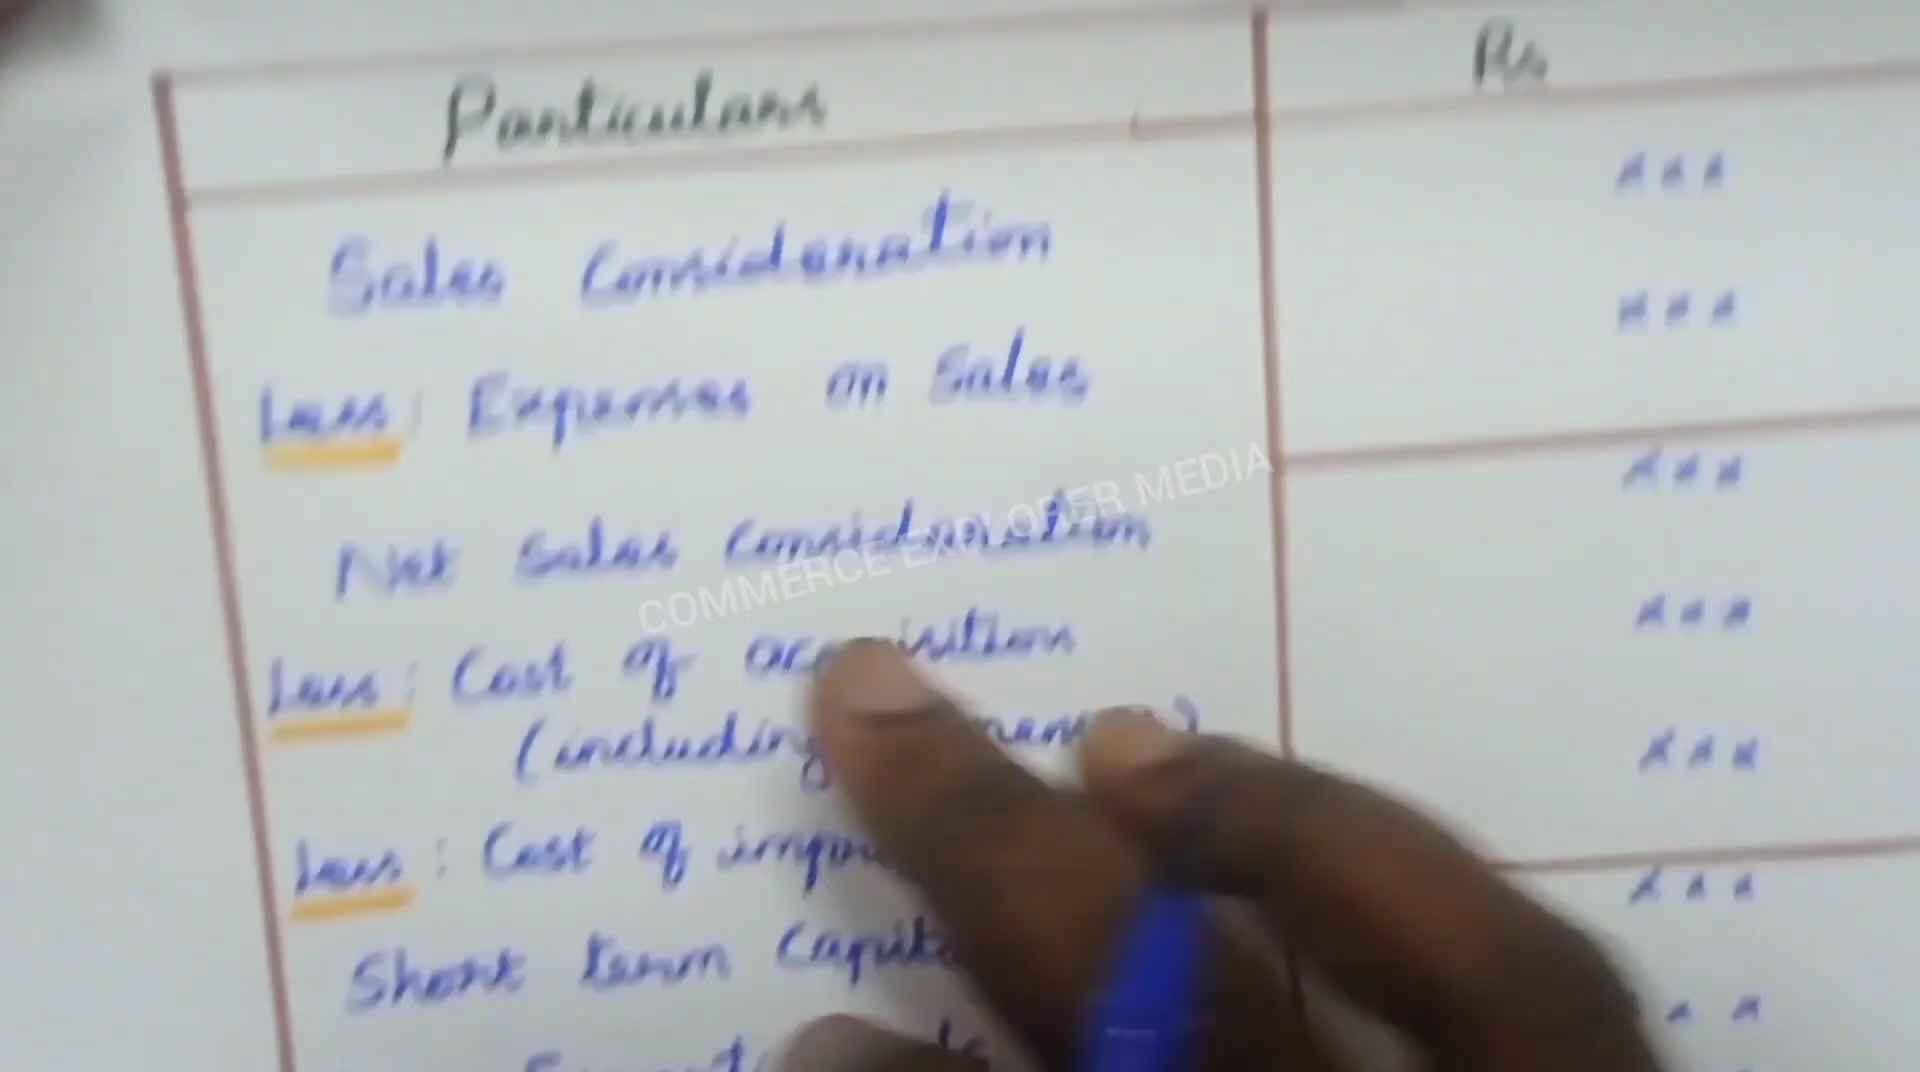 Particulars Rs
Sales Consideration xxx
Less: Expenses on Sales xxx
Net Sales Consideration xxx
COMMERCE EXPLORER MEDIA
Less: Cost of acquisition xxx
(including
Less: Cost of xxx
Short term xxx